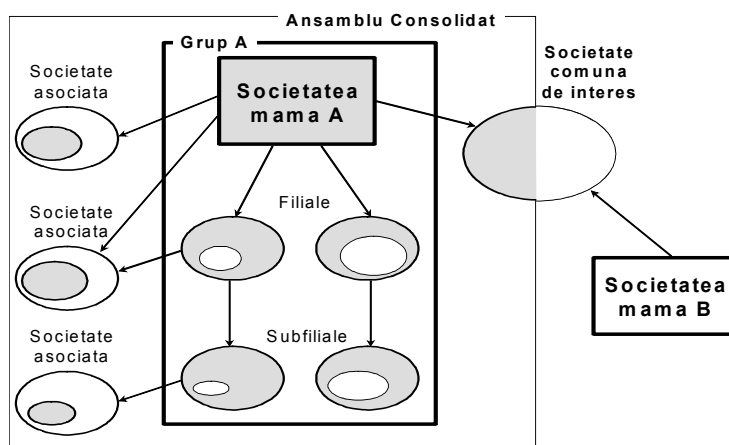 Ansamblu Consolidat
Grup A
Societate
asociata
Societatea
mama A
Societate
comuna
de interes
Societate
asociata
Filiale
Societatea
mama B
Societate
asociata
Subfiliale